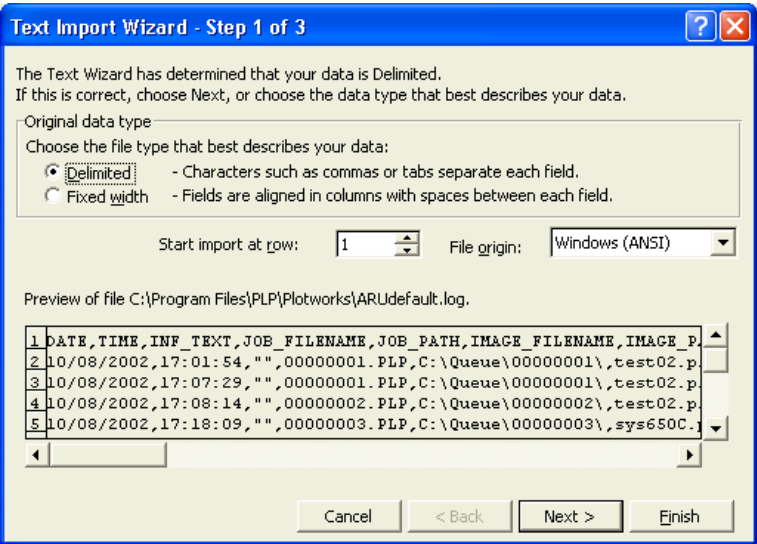 Text Import Wizard - Step 1 of 3
The Text Wizard has determined that your data is Delimited.
If this is correct, choose Next, or choose the data type that best describes your data.
Original data type
Choose the file type that best describes your data:
Delimited - Characters such as commas or tabs separate each field.
Fixed width - Fields are aligned in columns with spaces between each field.
Start import at row: 1 File origin: Windows (ANSI)
Preview of file C:\Program Files\PLP\Plotworks\ARUdefault.log.
1 DATE,TIME,INF_TEXT,JOB_FILENAME,JOB_PATH,IMAGE_FILENAME,IMAGE_PA
2 10/08/2002,17:01:54,"",00000001.PLP,C:\Queue\00000001\,test02.p
3 10/08/2002,17:07:29,"",00000001.PLP,C:\Queue\00000001\,test02.p
4 10/08/2002,17:08:14,"",00000002.PLP,C:\Queue\00000002\,test02.p
5 10/08/2002,17:18:09,"",00000003.PLP,C:\Queue\00000003\,sys650C.p
Cancel < Back Next > Finish